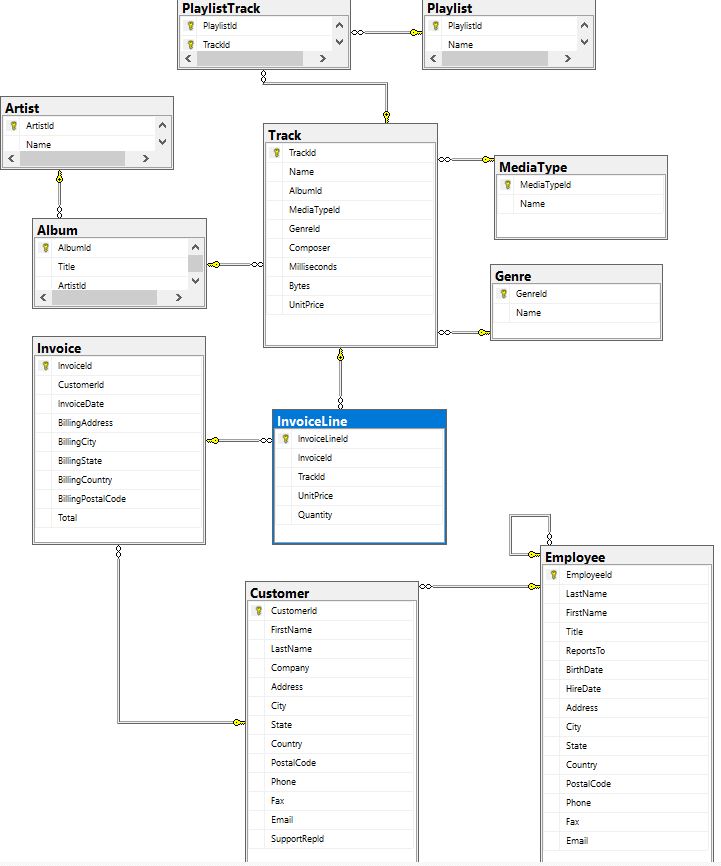 PlaylistTrack
PlaylistId
TrackId
Playlist
PlaylistId
Name
Artist
ArtistId
Name
Track
TrackId
Name
AlbumId
MediaTypeId
GenreId
Composer
Milliseconds
Bytes
UnitPrice
MediaType
MediaTypeId
Name
Album
AlbumId
Title
ArtistId
Genre
GenreId
Name
Invoice
InvoiceId
CustomerId
InvoiceDate
BillingAddress
BillingCity
BillingState
BillingCountry
BillingPostalCode
Total
InvoiceLine
InvoiceLineId
InvoiceId
TrackId
UnitPrice
Quantity
Employee
EmployeeId
LastName
FirstName
Title
ReportsTo
BirthDate
HireDate
Address
City
State
Country
PostalCode
Phone
Fax
Email
Customer
CustomerId
FirstName
LastName
Company
Address
City
State
Country
PostalCode
Phone
Fax
Email
SupportRepId